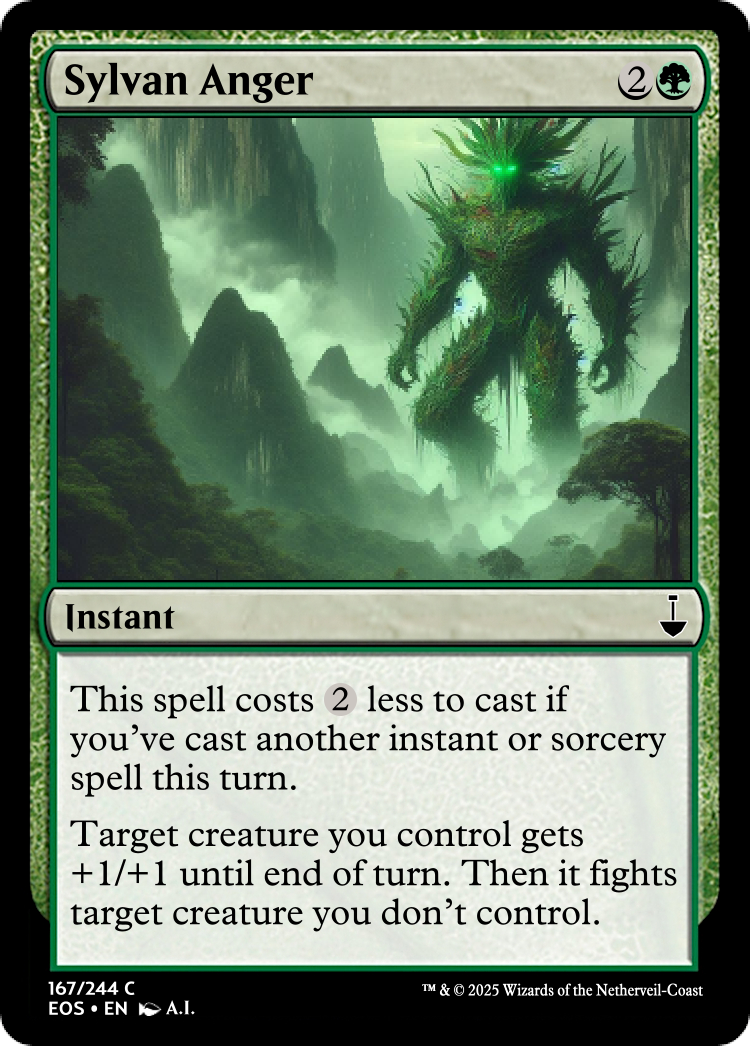 Sylvan Anger 2
Instant
This spell costs 2 less to cast if
you've cast another instant or sorcery
spell this turn.
Target creature you control gets
+1/+1 until end of turn. Then it fights
target creature you don't control.
167/244 C
EOS • EN A.I.
™ & © 2025 Wizards of the Netherveil-Coast